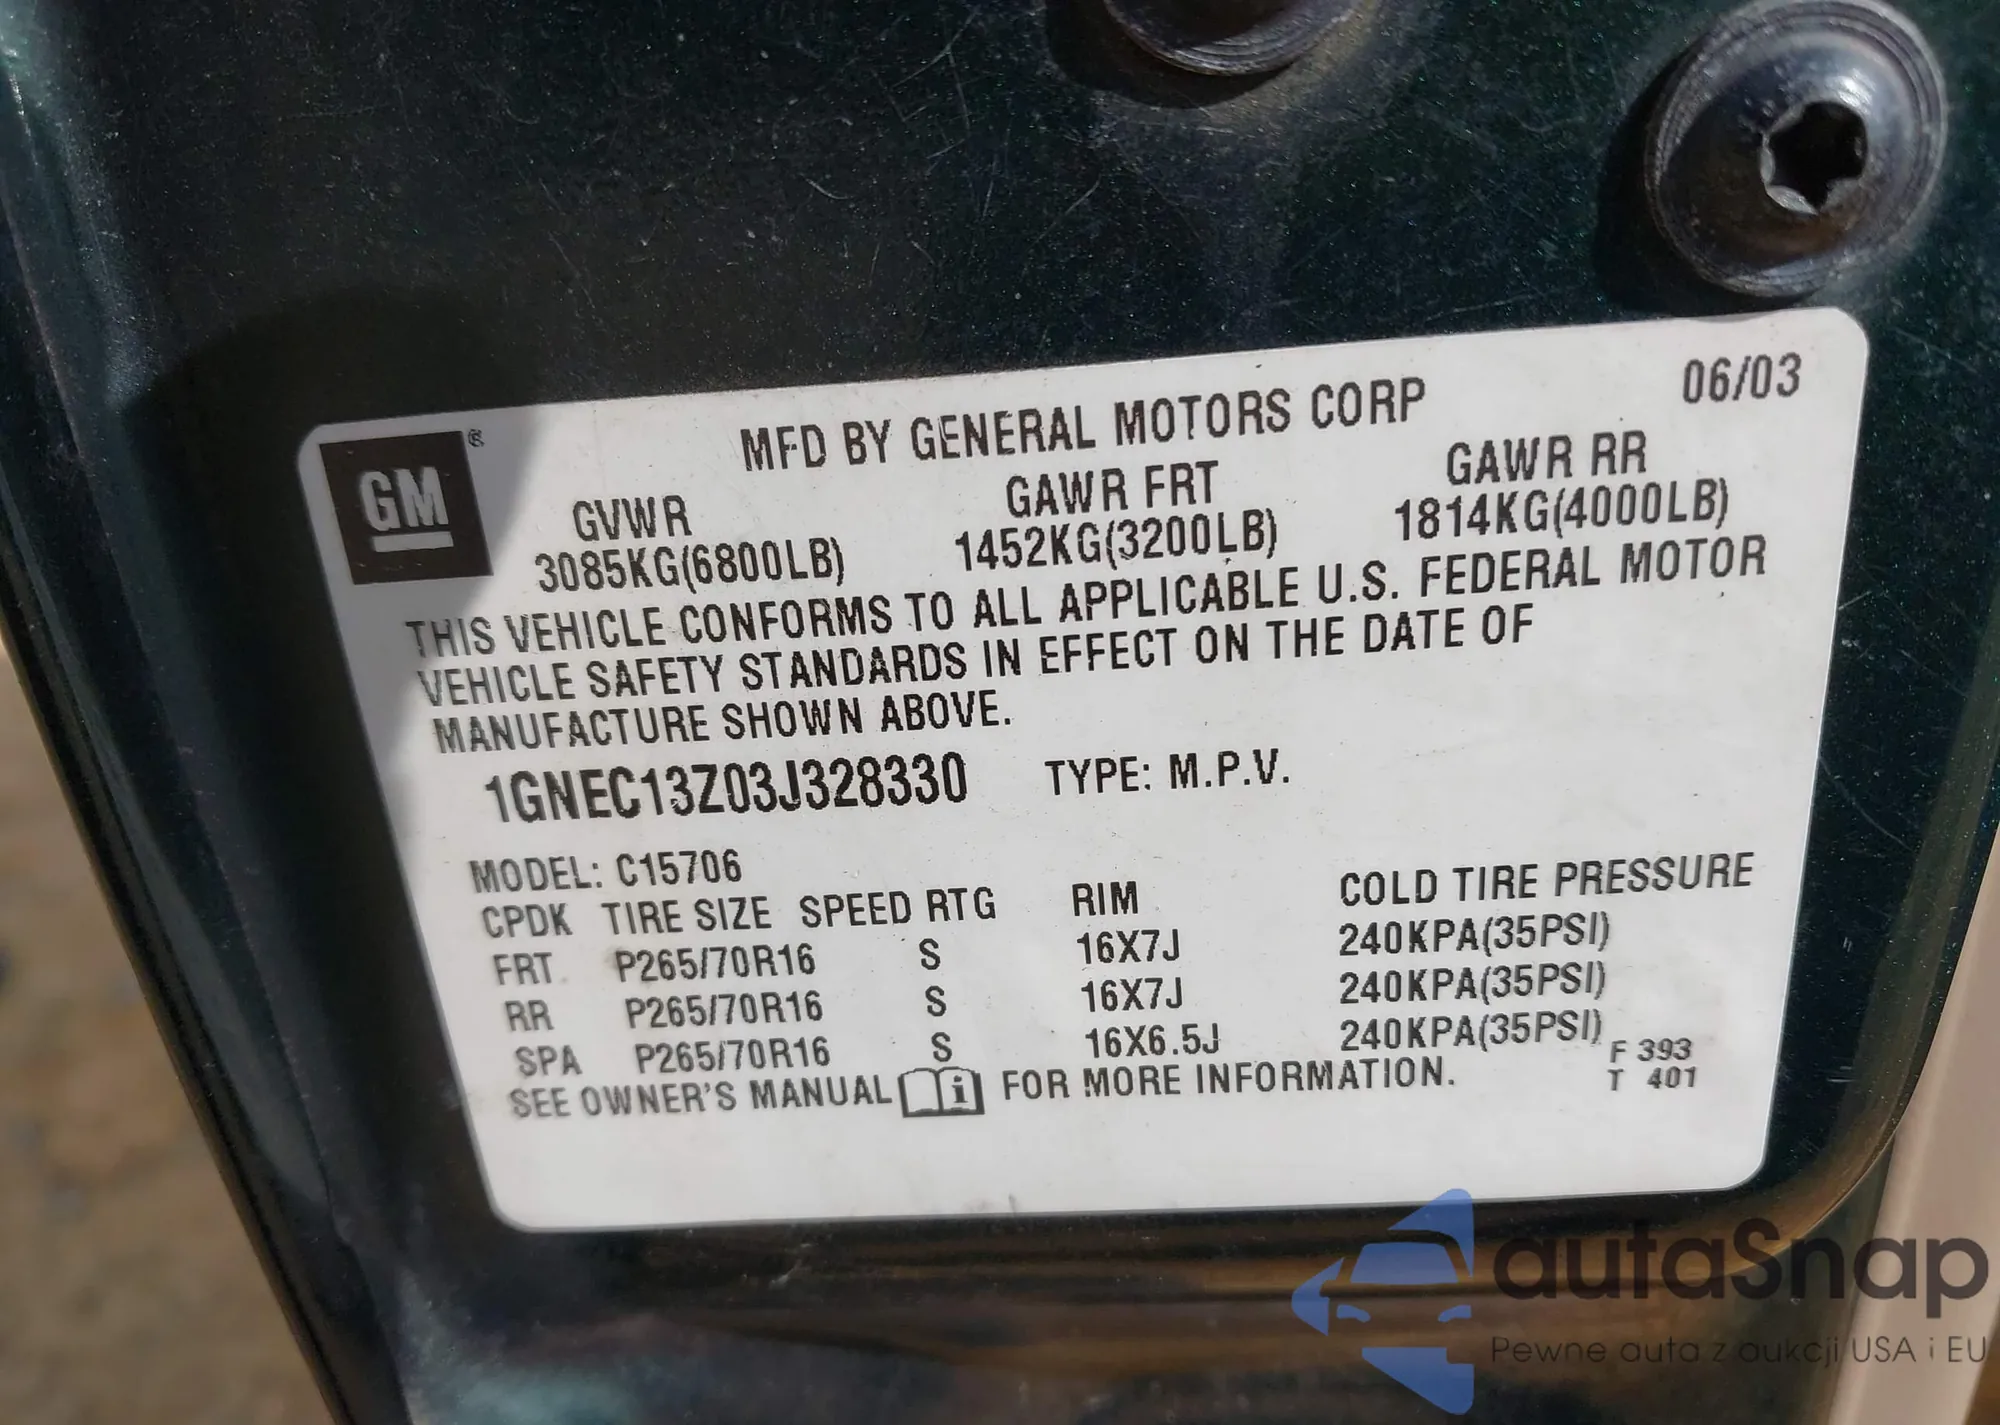 MFD BY GENERAL MOTORS CORP 06/03
GM ®
GVWR GAWR FRT GAWR RR
3085KG(6800LB) 1452KG(3200LB) 1814KG(4000LB)
THIS VEHICLE CONFORMS TO ALL APPLICABLE U.S. FEDERAL MOTOR
VEHICLE SAFETY STANDARDS IN EFFECT ON THE DATE OF
MANUFACTURE SHOWN ABOVE.
1GNEC13Z03J328330 TYPE: M.P.V.
MODEL: C15706
CPDK TIRE SIZE SPEED RTG RIM COLD TIRE PRESSURE
FRT P265/70R16 S 16X7J 240KPA(35PSI)
RR P265/70R16 S 16X7J 240KPA(35PSI)
SPA P265/70R16 S 16X6.5J 240KPA(35PSI)
SEE OWNER'S MANUAL i FOR MORE INFORMATION.
F 393
T 401
autaSnap
Pewne auta z aukcji USA i EU